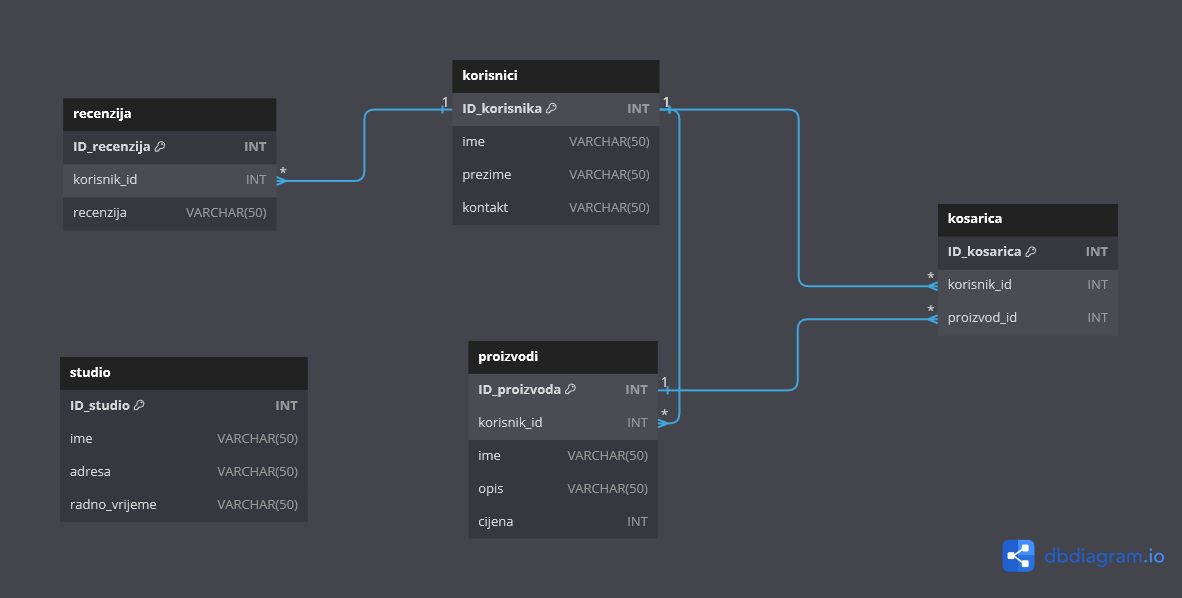 recenzija
ID_recenzija INT
korisnik_id INT
recenzija VARCHAR(50)
korisnici
ID_korisnika INT
ime VARCHAR(50)
prezime VARCHAR(50)
kontakt VARCHAR(50)
1
1
*
kosarica
ID_kosarica INT
korisnik_id INT
proizvod_id INT
*
*
studio
ID_studio INT
ime VARCHAR(50)
adresa VARCHAR(50)
radno_vrijeme VARCHAR(50)
proizvodi
ID_proizvoda INT
korisnik_id INT
ime VARCHAR(50)
opis VARCHAR(50)
cijena INT
1
*
dbdiagram.io